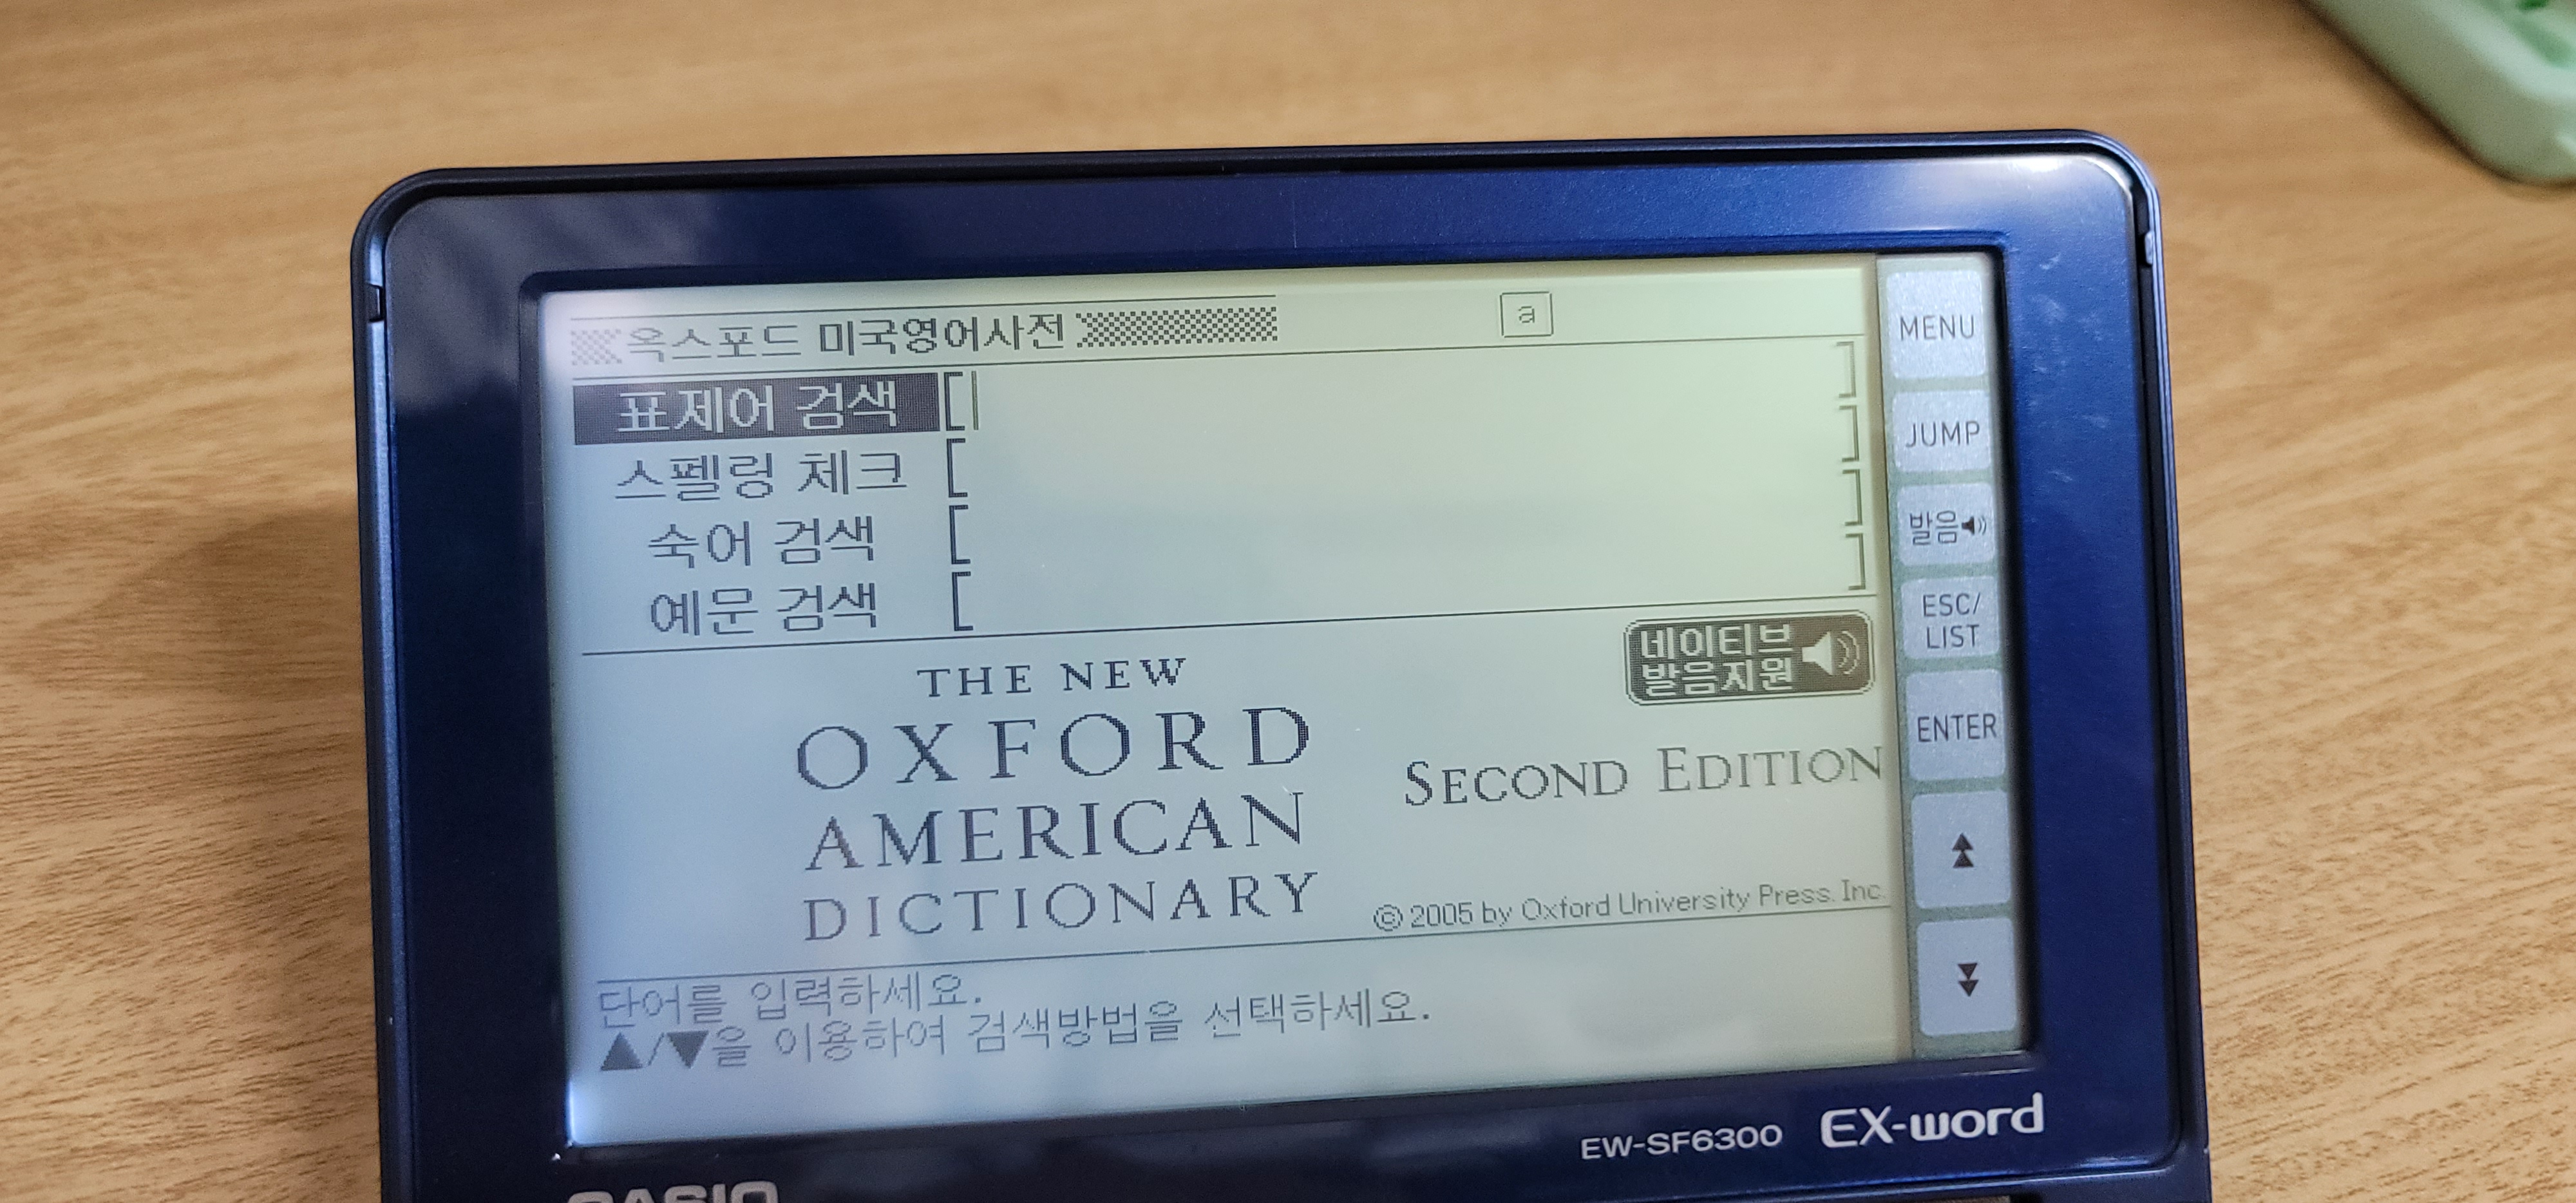 옥스포드 미국영어사전
a
표제어 검색 [ ]
스펠링 체크 [ ]
숙어 검색 [ ]
예문 검색 [ ]
네이티브
발음지원
THE NEW
OXFORD
AMERICAN
DICTIONARY
SECOND EDITION
© 2005 by Oxford University Press. Inc.
단어를 입력하세요.
▲/▼을 이용하여 검색방법을 선택하세요.
MENU
JUMP
발음
ESC/
LIST
ENTER
EW-SF6300 EX-word
CASIO